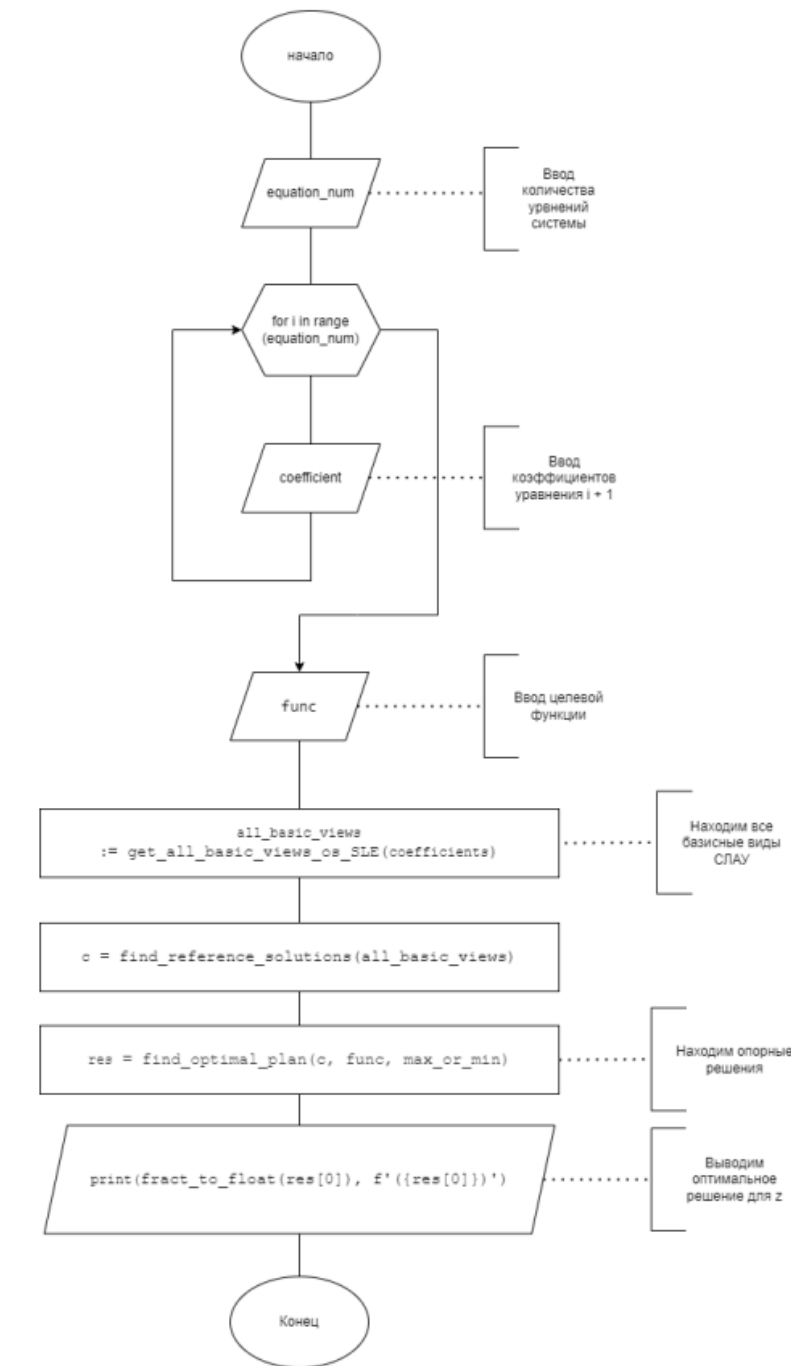 начало
equation_num
Ввод
количества
урвнений
системы
for i in range
(equation_num)
coefficient
Ввод
коэффициентов
уравнения i + 1
func
Ввод целевой
функции
all_basic_views
:= get_all_basic_views_os_SLE(coefficients)
Находим все
базисные виды
СЛАУ
c = find_reference_solutions(all_basic_views)
res = find_optimal_plan(c, func, max_or_min)
Находим опорные
решения
print(fract_to_float(res[0]), f'({res[0]})')
Выводим
оптимальное
решение для z
Конец